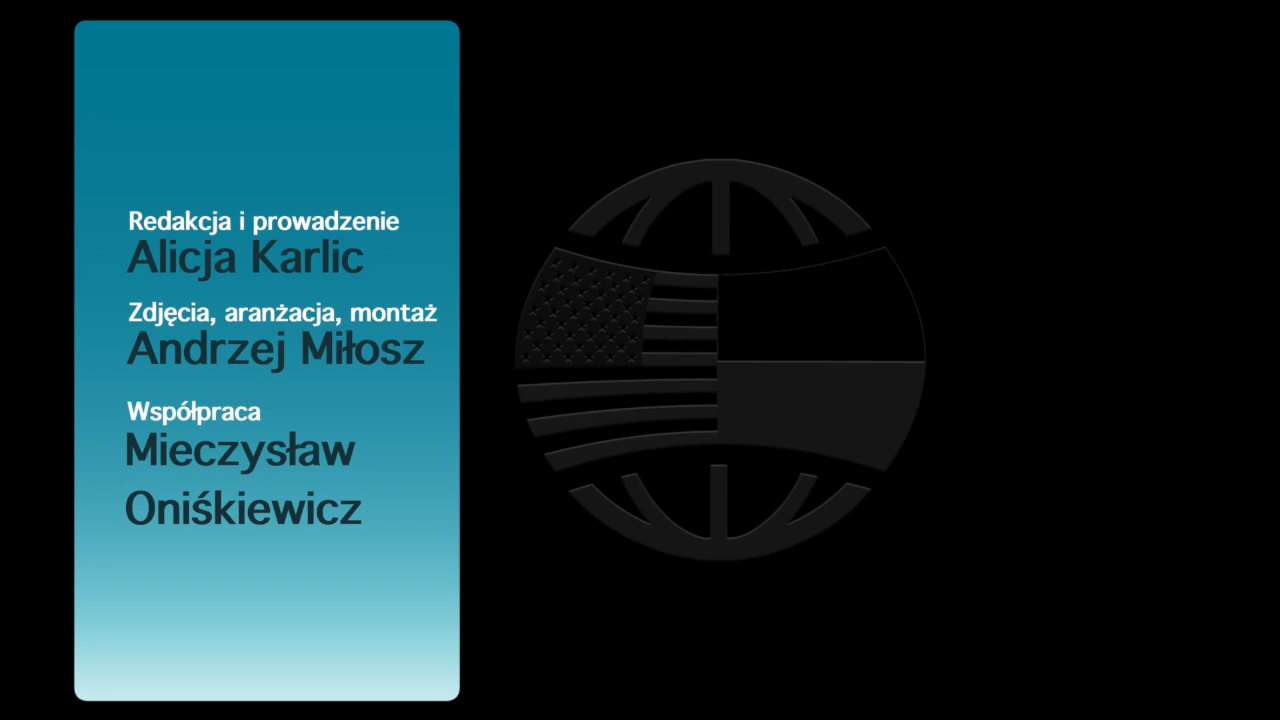 Redakcja i prowadzenie
Alicja Karlic
Zdjęcia, aranżacja, montaż
Andrzej Miłosz
Współpraca
Mieczysław
Oniśkiewicz